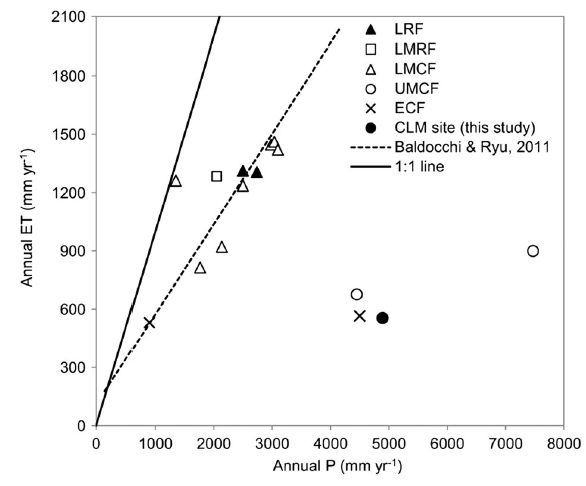 2100
1800
1500
1200
900
600
300
0
Annual ET (mm yr⁻¹)
LRF
LMRF
LMCF
UMCF
ECF
CLM site (this study)
Baldocchi & Ryu, 2011
1:1 line
0 1000 2000 3000 4000 5000 6000 7000 8000
Annual P (mm yr⁻¹)